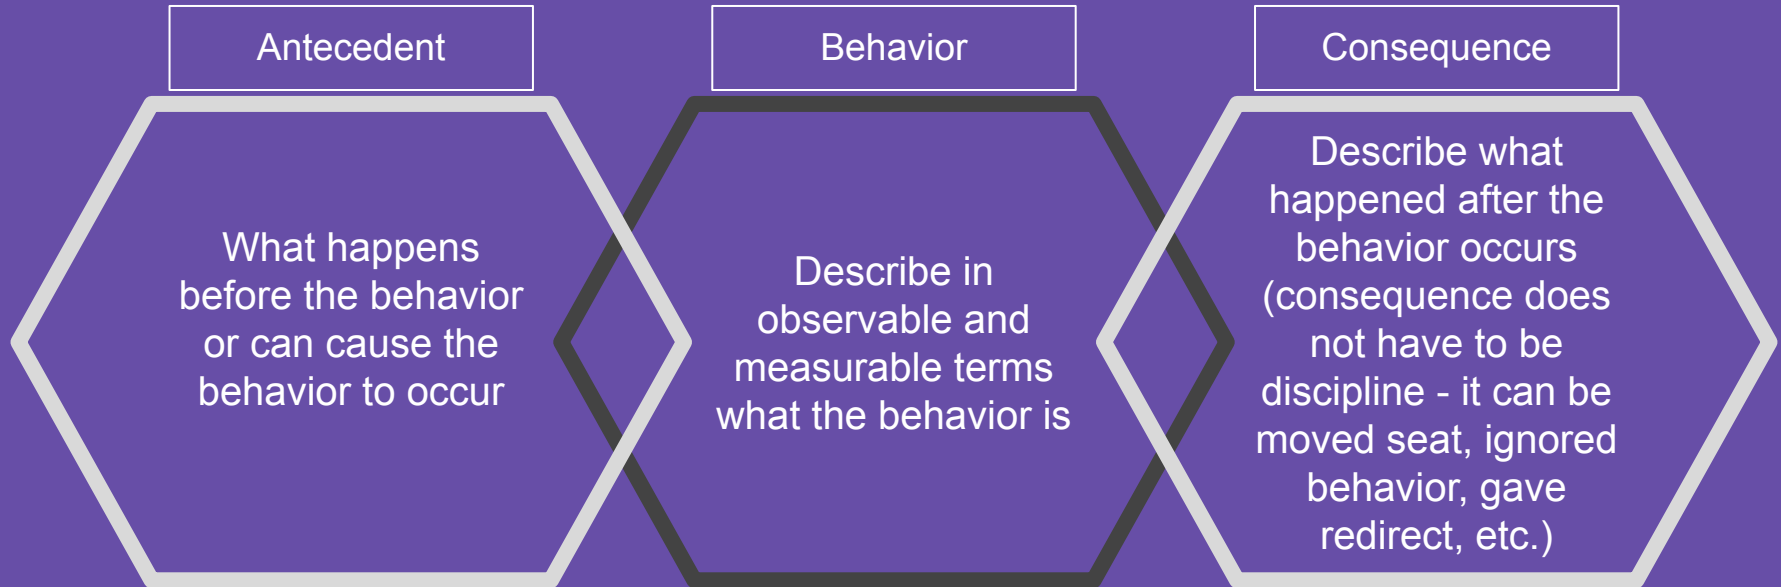 Antecedent
What happens
before the behavior
or can cause the
behavior to occur
Behavior
Describe in
observable and
measurable terms
what the behavior is
Consequence
Describe what
happened after the
behavior occurs
(consequence does
not have to be
discipline - it can be
moved seat, ignored
behavior, gave
redirect, etc.)